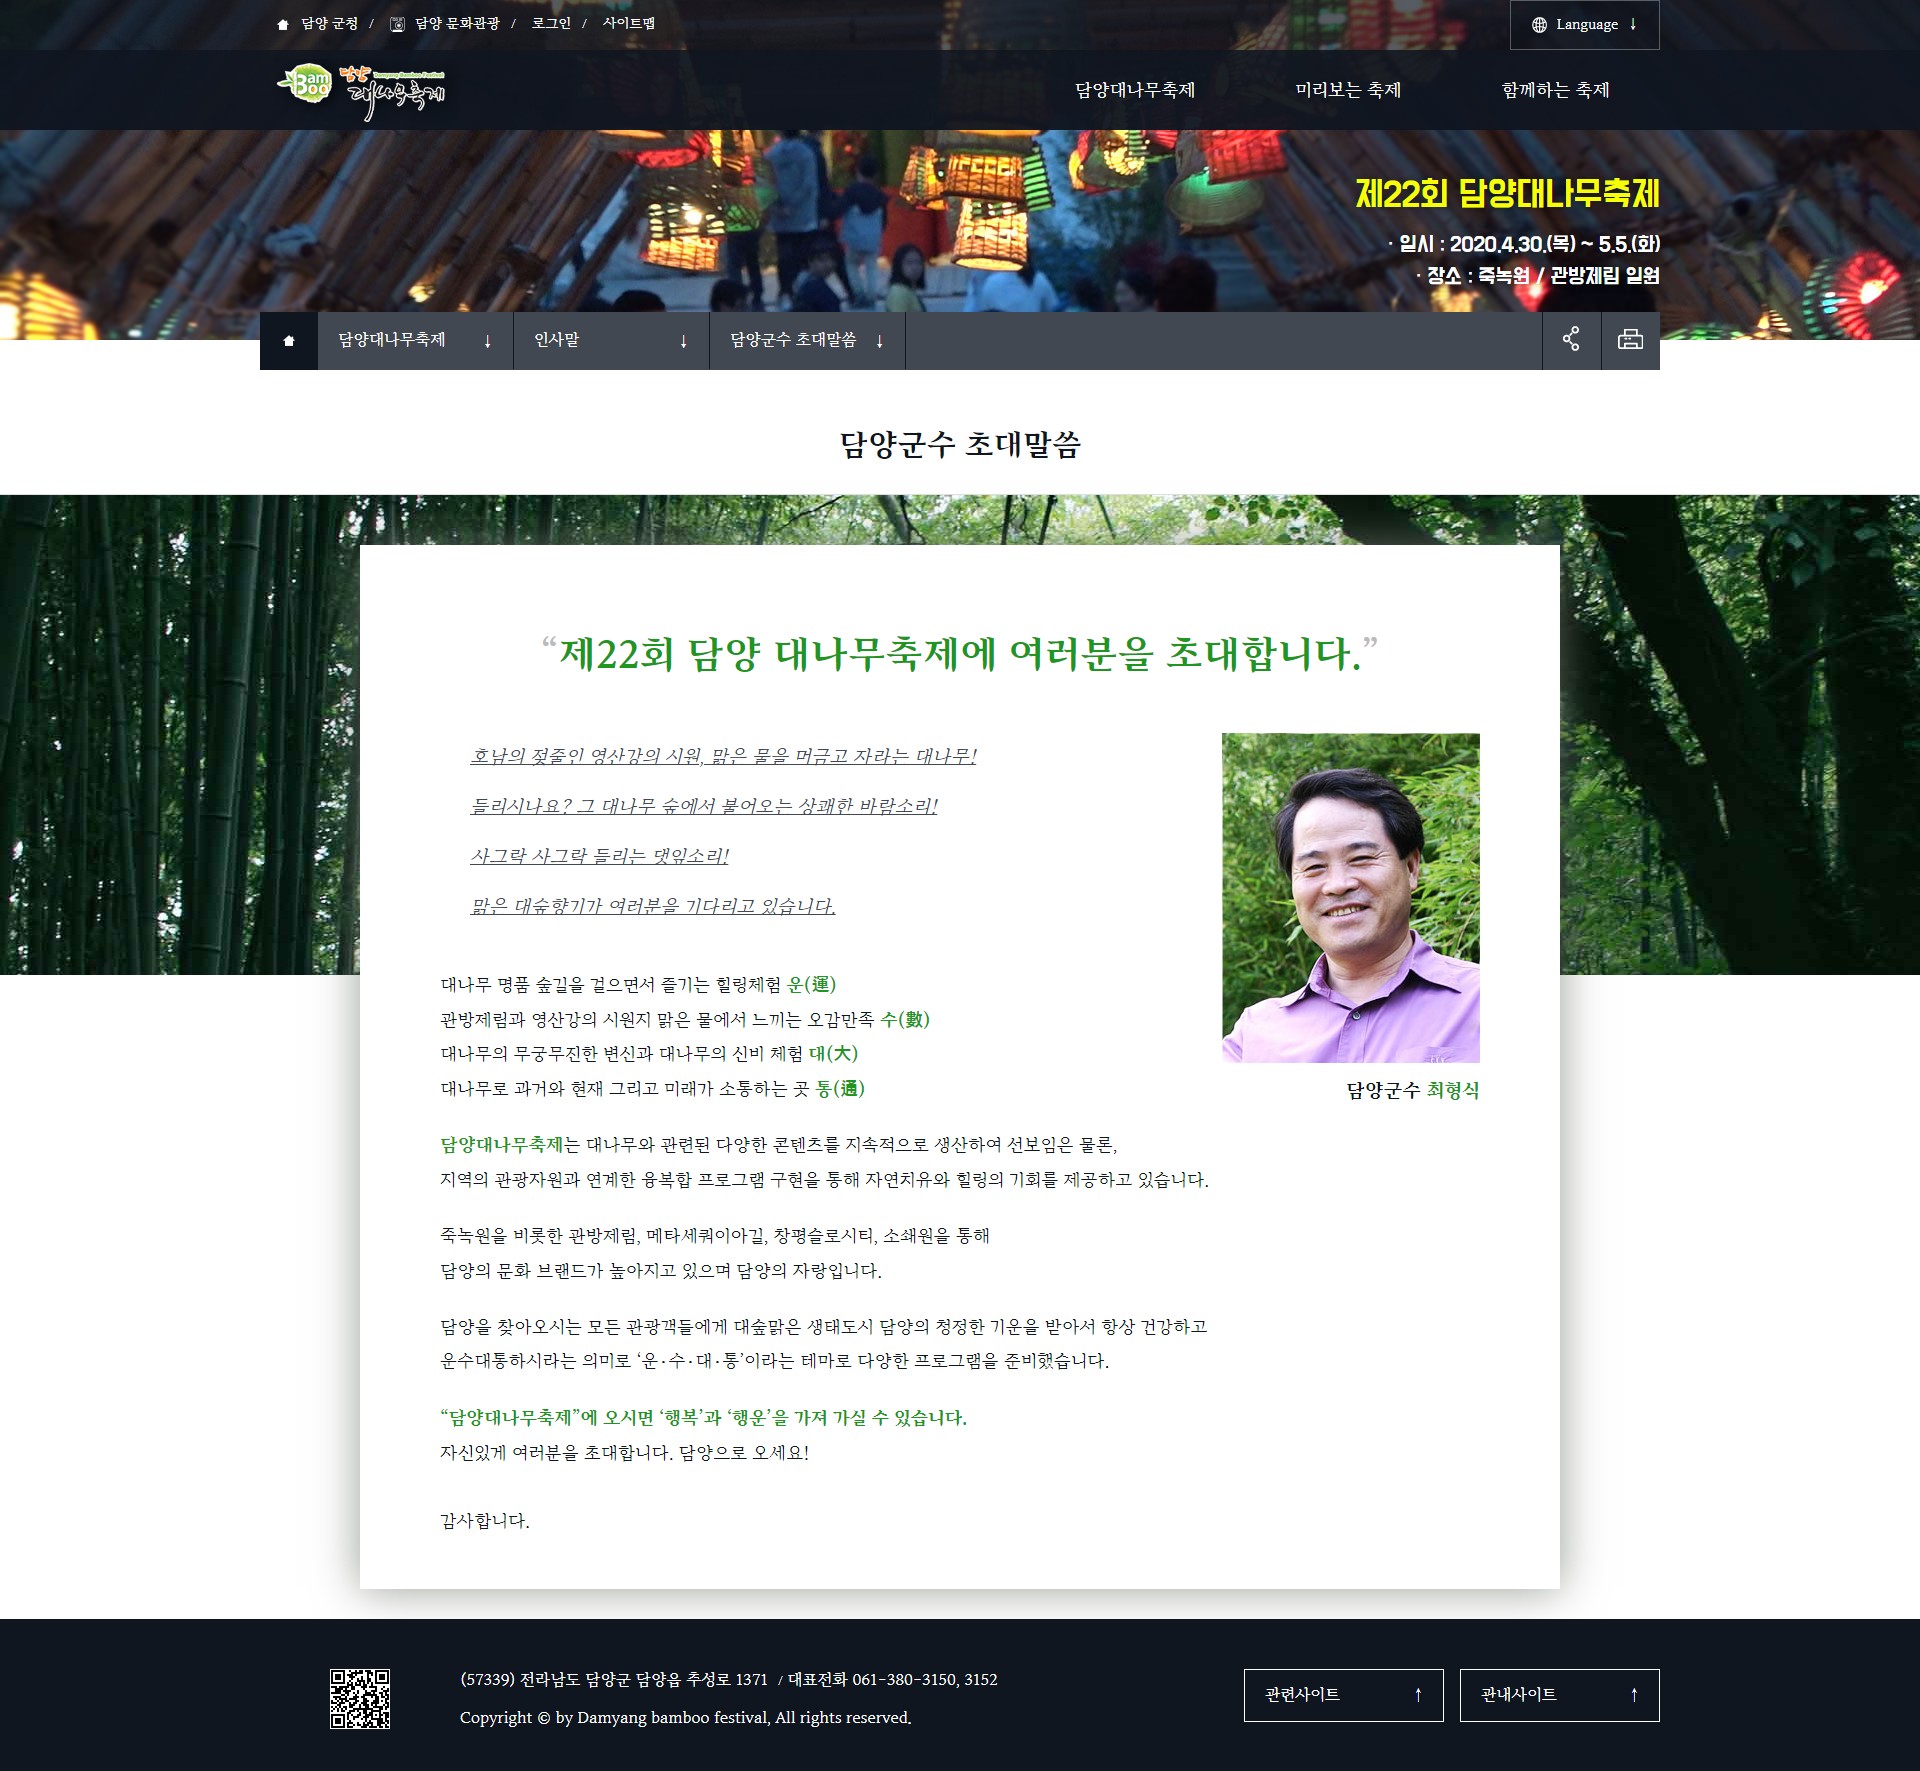 담양 군청 / 담양 문화관광 / 로그인 / 사이트맵
Language ↓
Bam
Boo
담양 Damyang Bamboo Festival
대나무축제
담양대나무축제 미리보는 축제 함께하는 축제
제22회 담양대나무축제
· 일시 : 2020.4.30.(목) ~ 5.5.(화)
· 장소 : 죽녹원 / 관방제림 일원
담양대나무축제 ↓ 인사말 ↓ 담양군수 초대말씀 ↓
담양군수 초대말씀
“제22회 담양 대나무축제에 여러분을 초대합니다.”
호남의 젖줄인 영산강의 시원, 맑은 물을 머금고 자라는 대나무!
들리시나요? 그 대나무 숲에서 불어오는 상쾌한 바람소리!
사그락 사그락 들리는 댓잎소리!
맑은 대숲향기가 여러분을 기다리고 있습니다.
대나무 명품 숲길을 걸으면서 즐기는 힐링체험 운(運)
관방제림과 영산강의 시원지 맑은 물에서 느끼는 오감만족 수(數)
대나무의 무궁무진한 변신과 대나무의 신비 체험 대(大)
대나무로 과거와 현재 그리고 미래가 소통하는 곳 통(通)
담양군수 최형식
담양대나무축제는 대나무와 관련된 다양한 콘텐츠를 지속적으로 생산하여 선보임은 물론,
지역의 관광자원과 연계한 융복합 프로그램 구현을 통해 자연치유와 힐링의 기회를 제공하고 있습니다.
죽녹원을 비롯한 관방제림, 메타세쿼이아길, 창평슬로시티, 소쇄원을 통해
담양의 문화 브랜드가 높아지고 있으며 담양의 자랑입니다.
담양을 찾아오시는 모든 관광객들에게 대숲맑은 생태도시 담양의 청정한 기운을 받아서 항상 건강하고
운수대통하시라는 의미로 ‘운·수·대·통’이라는 테마로 다양한 프로그램을 준비했습니다.
“담양대나무축제”에 오시면 ‘행복’과 ‘행운’을 가져 가실 수 있습니다.
자신있게 여러분을 초대합니다. 담양으로 오세요!
감사합니다.
(57339) 전라남도 담양군 담양읍 추성로 1371 / 대표전화 061-380-3150, 3152
Copyright © by Damyang bamboo festival, All rights reserved.
관련사이트 ↑ 관내사이트 ↑